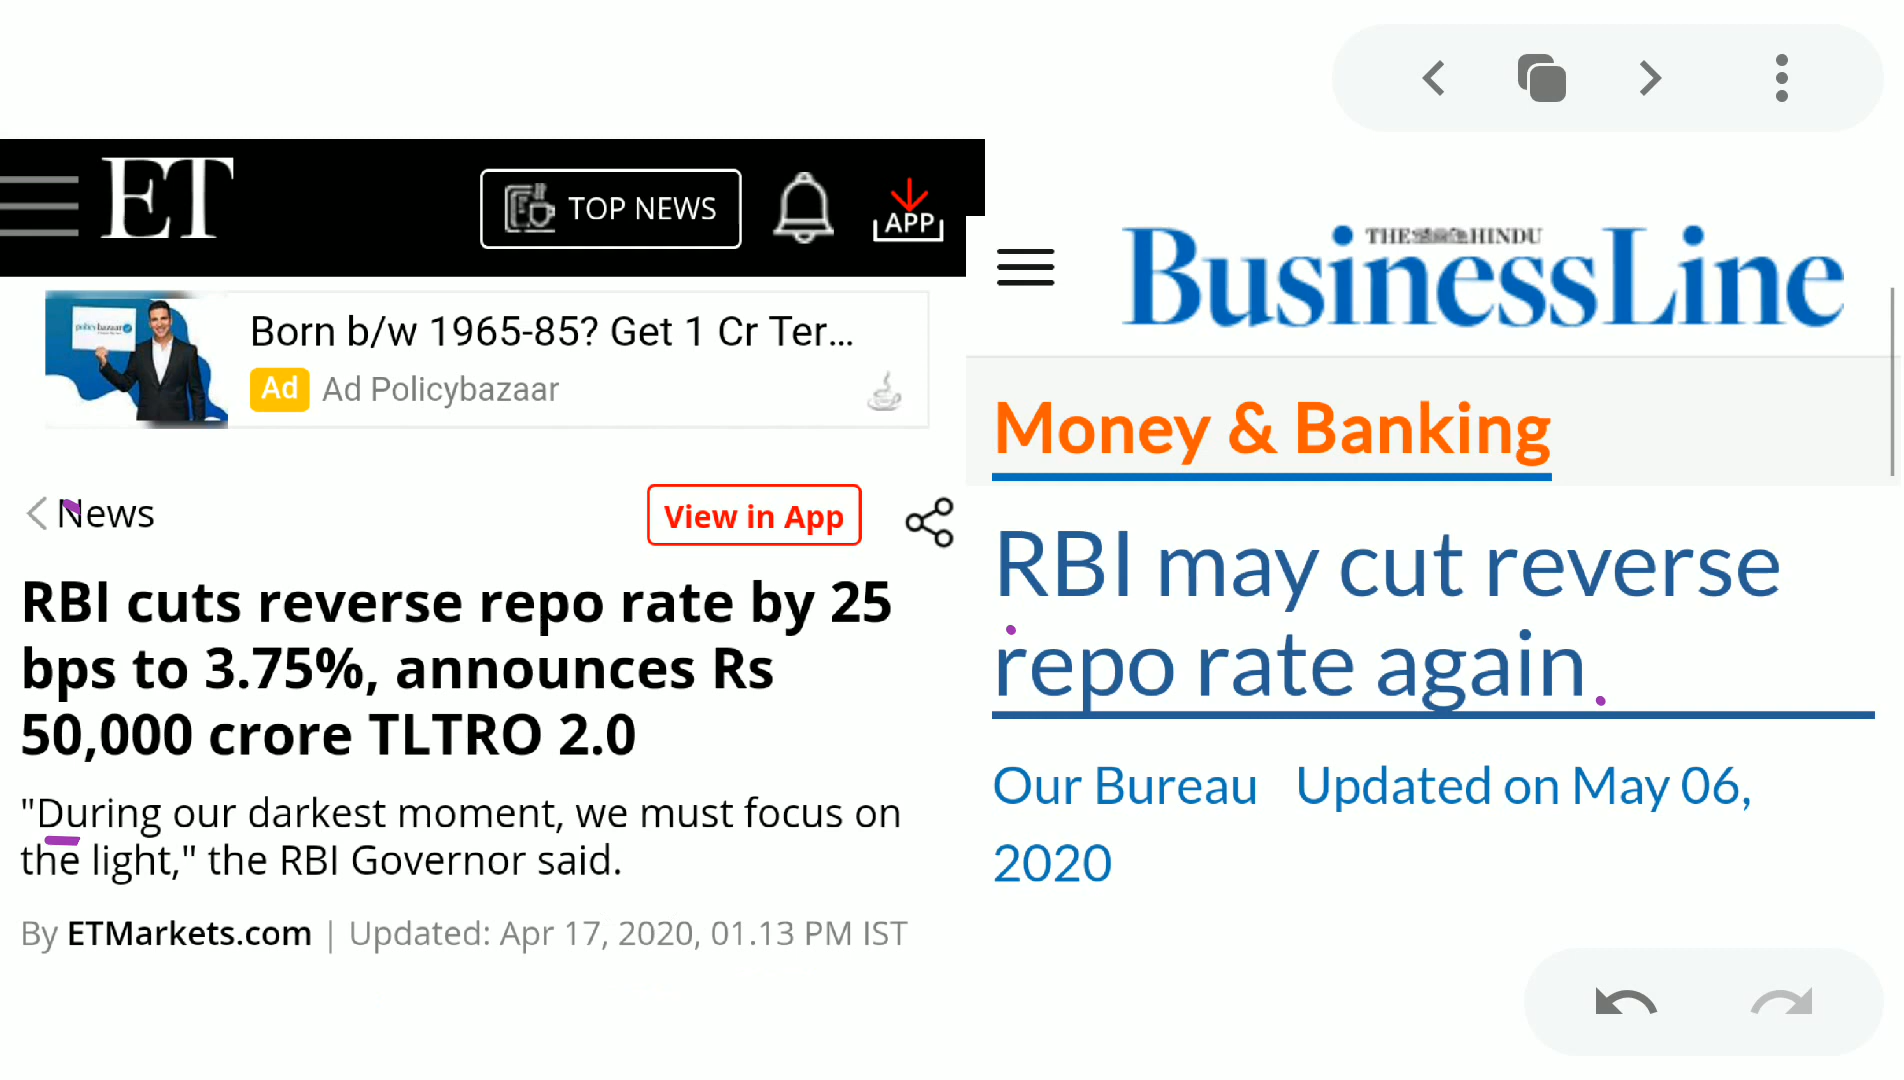 ET
TOP NEWS
APP
Born b/w 1965-85? Get 1 Cr Ter...
Ad Ad Policybazaar
policybazaar
News
View in App
RBI cuts reverse repo rate by 25
bps to 3.75%, announces Rs
50,000 crore TLTRO 2.0
"During our darkest moment, we must focus on
the light," the RBI Governor said.
By ETMarkets.com | Updated: Apr 17, 2020, 01.13 PM IST
THE HINDU
BusinessLine
Money & Banking
RBI may cut reverse
repo rate again
Our Bureau Updated on May 06,
2020